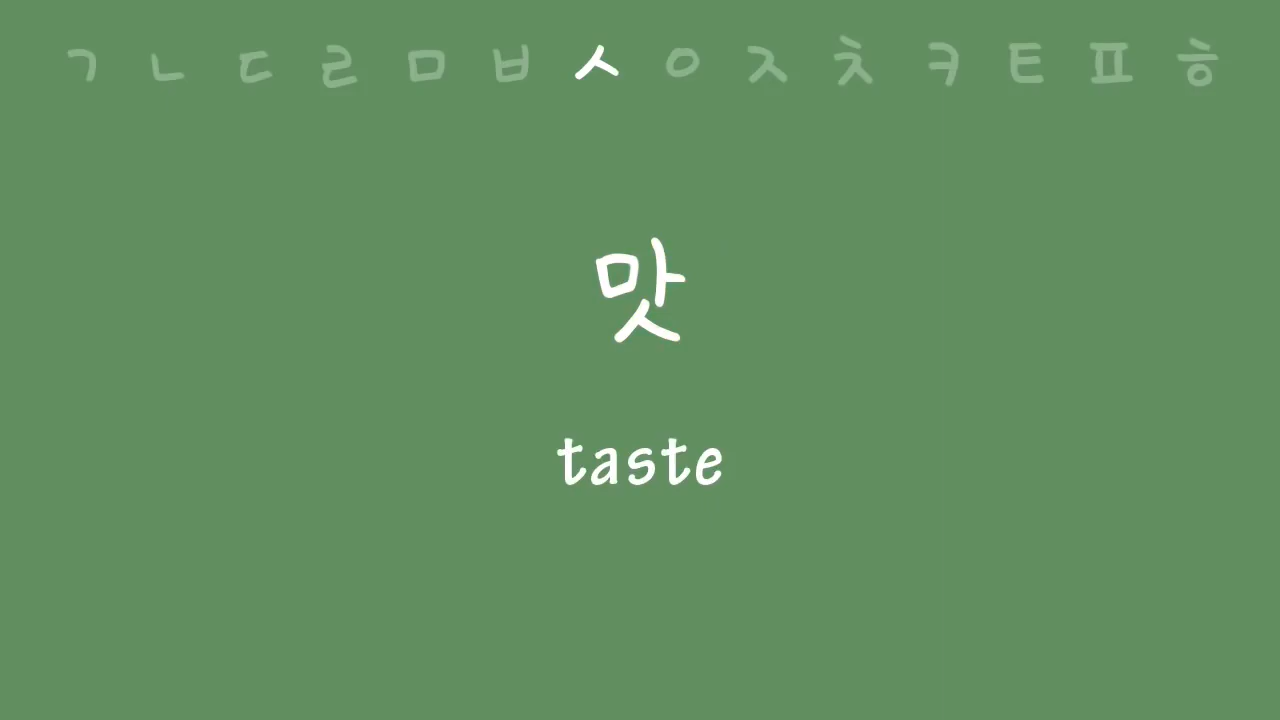 ㄱ ㄴ ㄷ ㄹ ㅁ ㅂ ㅅ ㅇ ㅈ ㅊ ㅋ ㅌ ㅍ ㅎ
맛
taste